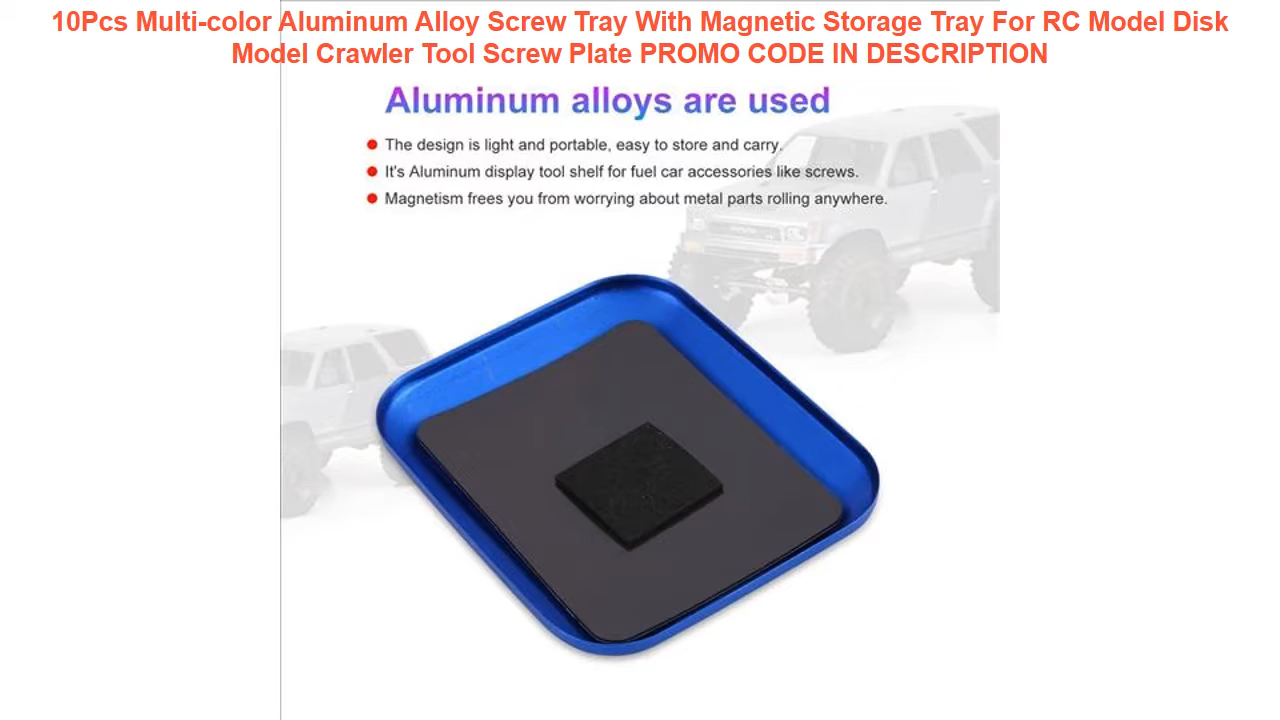 10Pcs Multi-color Aluminum Alloy Screw Tray With Magnetic Storage Tray For RC Model Disk
Model Crawler Tool Screw Plate PROMO CODE IN DESCRIPTION
Aluminum alloys are used
The design is light and portable, easy to store and carry.
It's Aluminum display tool shelf for fuel car accessories like screws.
Magnetism frees you from worrying about metal parts rolling anywhere.